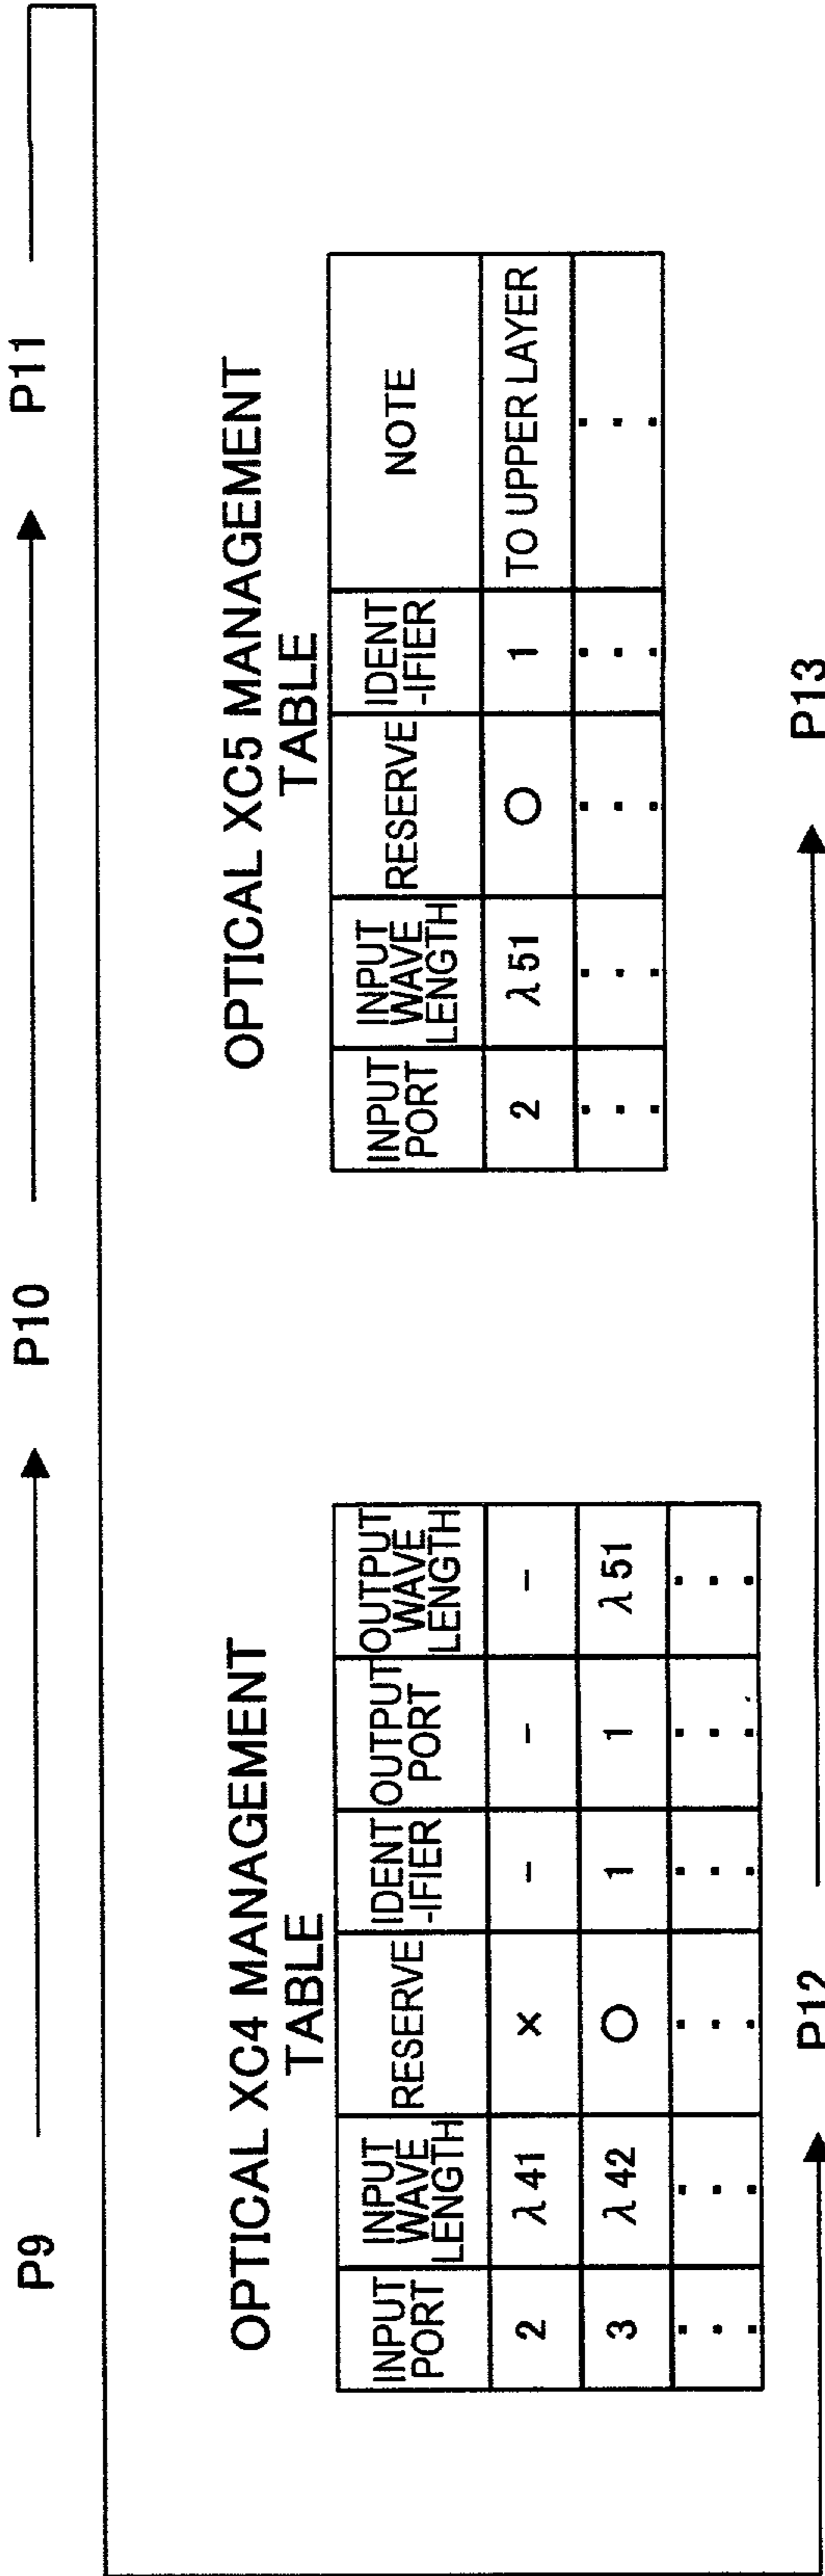 P9 P10 P11
OPTICAL XC4 MANAGEMENT
TABLE
INPUT PORT INPUT WAVE LENGTH RESERVE IDENT-IFIER OUTPUT PORT OUTPUT WAVE LENGTH
2 λ41 × – – –
3 λ42 ○ 1 1 λ51
⋮ ⋮ ⋮ ⋮ ⋮ ⋮
OPTICAL XC5 MANAGEMENT
TABLE
INPUT PORT INPUT WAVE LENGTH RESERVE IDENT-IFIER NOTE
2 λ51 ○ 1 TO UPPER LAYER
⋮ ⋮ ⋮ ⋮ ⋮
P12 P13